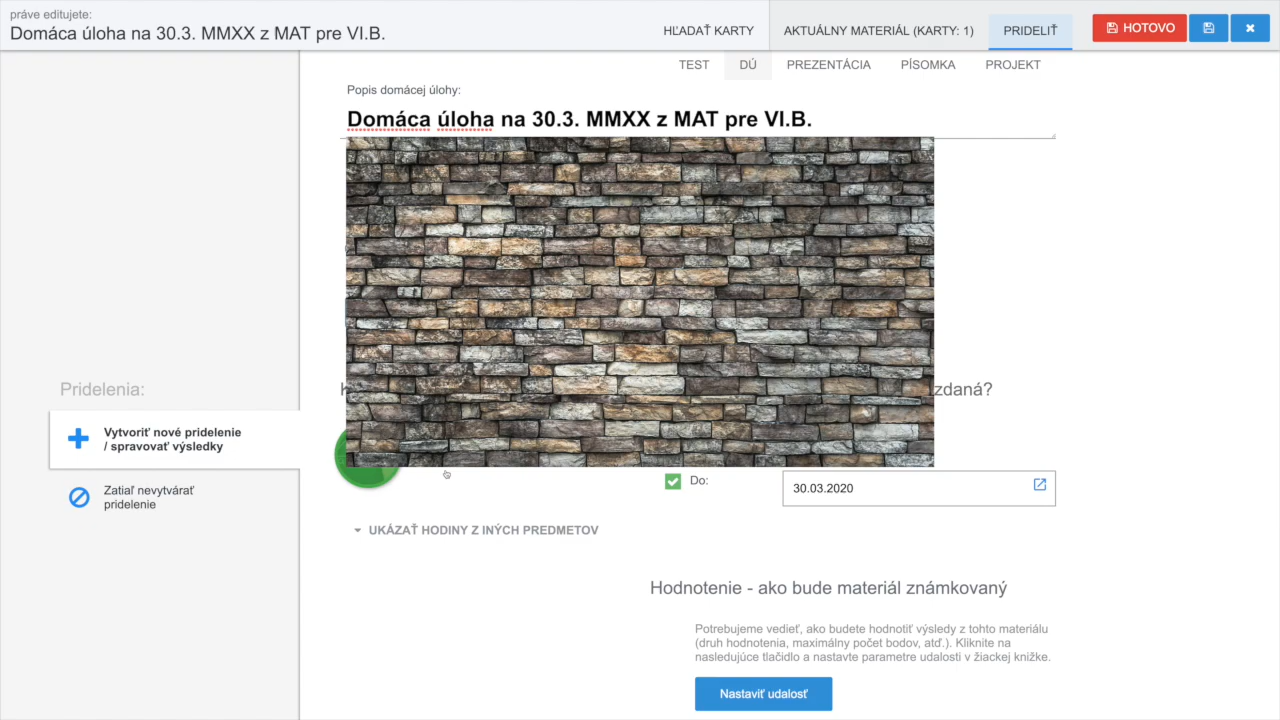 práve editujete:
Domáca úloha na 30.3. MMXX z MAT pre VI.B.
HĽADAŤ KARTY
AKTUÁLNY MATERIÁL (KARTY: 1)
PRIDELIŤ
HOTOVO
TEST
DÚ
PREZENTÁCIA
PÍSOMKA
PROJEKT
Popis domácej úlohy:
Domáca úloha na 30.3. MMXX z MAT pre VI.B.
Pridelenia:
Vytvoriť nové pridelenie
/ spravovať výsledky
Zatiaľ nevytvárať
pridelenie
Do:
30.03.2020
UKÁZAŤ HODINY Z INÝCH PREDMETOV
Hodnotenie - ako bude materiál známkovaný
Potrebujeme vedieť, ako budete hodnotiť výsledy z tohto materiálu
(druh hodnotenia, maximálny počet bodov, atď.). Kliknite na
nasledujúce tlačidlo a nastavte parametre udalosti v žiackej knižke.
Nastaviť udalosť